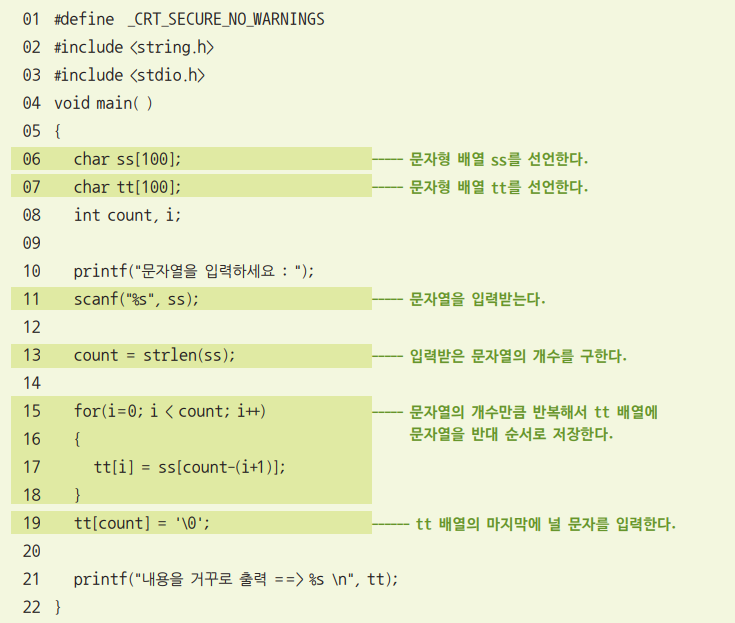 01 #define _CRT_SECURE_NO_WARNINGS
02 #include <string.h>
03 #include <stdio.h>
04 void main( )
05 {
06 char ss[100]; ----- 문자형 배열 ss를 선언한다.
07 char tt[100]; ----- 문자형 배열 tt를 선언한다.
08 int count, i;
09
10 printf("문자열을 입력하세요 : ");
11 scanf("%s", ss); ----- 문자열을 입력받는다.
12
13 count = strlen(ss); ----- 입력받은 문자열의 개수를 구한다.
14
15 for(i=0; i < count; i++) ----- 문자열의 개수만큼 반복해서 tt 배열에
16 { 문자열을 반대 순서로 저장한다.
17 tt[i] = ss[count-(i+1)];
18 }
19 tt[count] = '\0'; ------ tt 배열의 마지막에 널 문자를 입력한다.
20
21 printf("내용을 거꾸로 출력 ==> %s \n", tt);
22 }